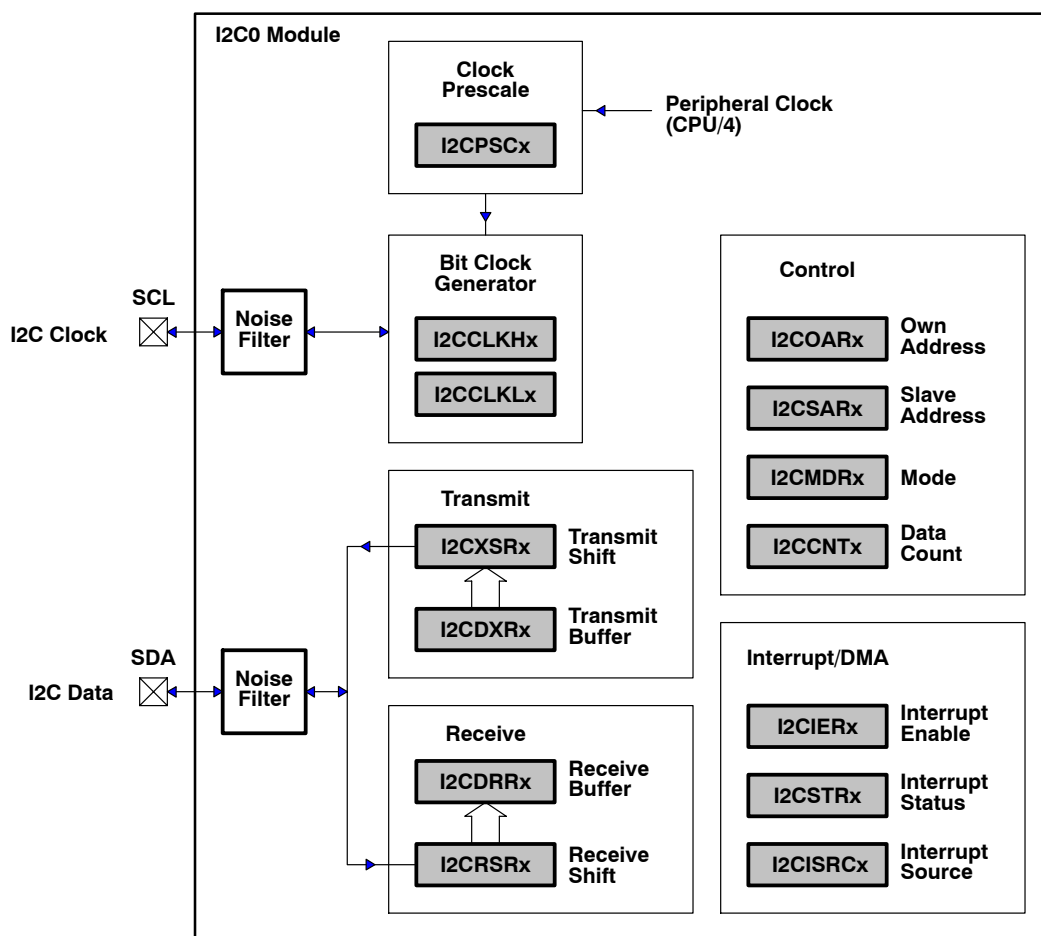 I2C0 Module
Clock
Prescale
I2CPSCx
Peripheral Clock
(CPU/4)
Bit Clock
Generator
I2CCLKHx
I2CCLKLx
SCL
I2C Clock
Noise
Filter
Control
I2COARx
Own
Address
I2CSARx
Slave
Address
I2CMDRx
Mode
I2CCNTx
Data
Count
Transmit
I2CXSRx
Transmit
Shift
I2CDXRx
Transmit
Buffer
SDA
I2C Data
Noise
Filter
Receive
I2CDRRx
Receive
Buffer
I2CRSRx
Receive
Shift
Interrupt/DMA
I2CIERx
Interrupt
Enable
I2CSTRx
Interrupt
Status
I2CISRCx
Interrupt
Source